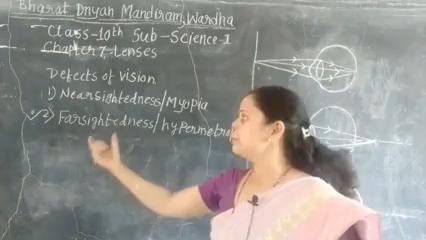 Bharat Dnyan Mandiram, Wardha
Class-10th Sub-Science-1
Chapter 7-Lenses
Defects of Vision
1) Nearsightedness/Myopia
2) Farsightedness/hypermetro